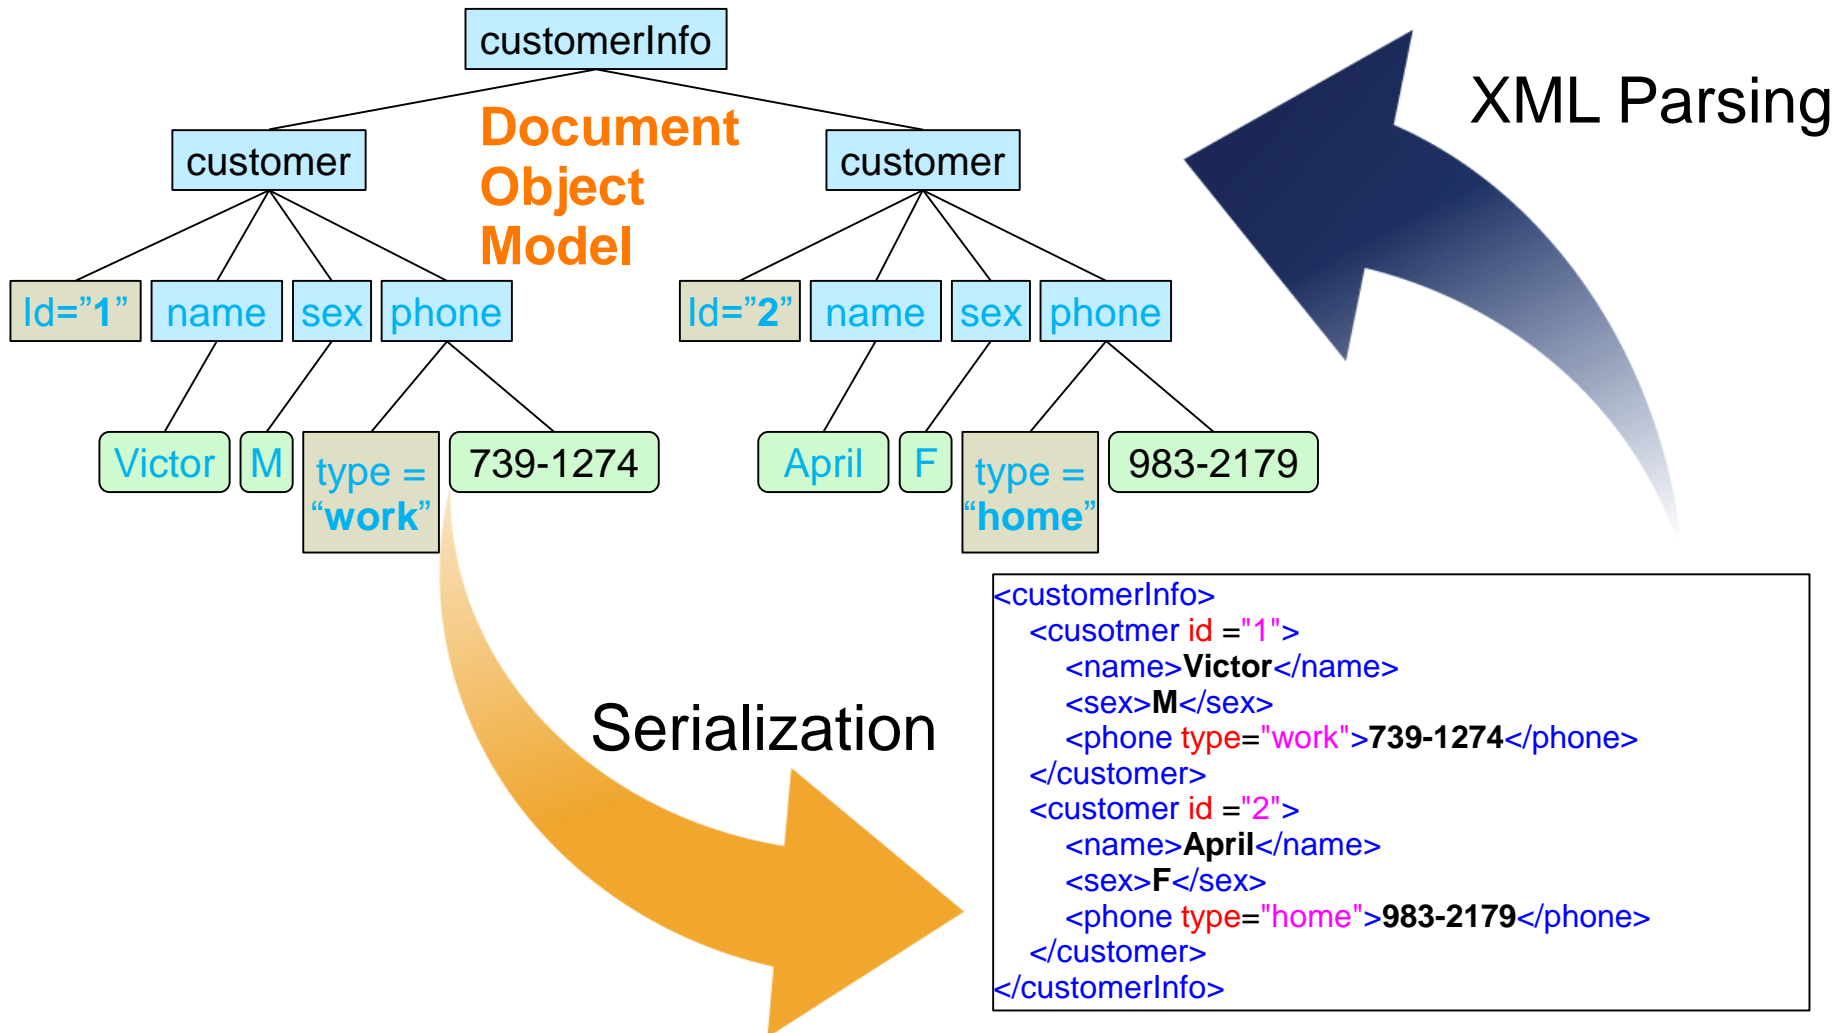 customerInfo
XML Parsing
Document
Object
Model
customer
customer
Id=”1”
name
sex
phone
Id=”2”
name
sex
phone
Victor
M
type =
“work”
739-1274
April
F
type =
“home”
983-2179
Serialization
<customerInfo>
<cusotmer id ="1">
<name>Victor</name>
<sex>M</sex>
<phone type="work">739-1274</phone>
</customer>
<customer id ="2">
<name>April</name>
<sex>F</sex>
<phone type="home">983-2179</phone>
</customer>
</customerInfo>